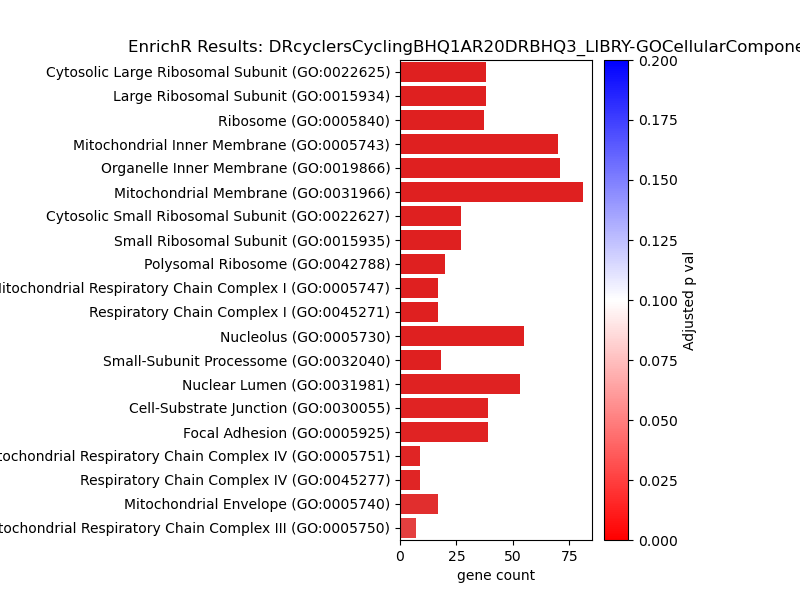 EnrichR Results: DRcyclersCyclingBHQ1AR20DRBHQ3_LIBRY-GOCellularCompone
Cytosolic Large Ribosomal Subunit (GO:0022625)
Large Ribosomal Subunit (GO:0015934)
Ribosome (GO:0005840)
Mitochondrial Inner Membrane (GO:0005743)
Organelle Inner Membrane (GO:0019866)
Mitochondrial Membrane (GO:0031966)
Cytosolic Small Ribosomal Subunit (GO:0022627)
Small Ribosomal Subunit (GO:0015935)
Polysomal Ribosome (GO:0042788)
itochondrial Respiratory Chain Complex I (GO:0005747)
Respiratory Chain Complex I (GO:0045271)
Nucleolus (GO:0005730)
Small-Subunit Processome (GO:0032040)
Nuclear Lumen (GO:0031981)
Cell-Substrate Junction (GO:0030055)
Focal Adhesion (GO:0005925)
tochondrial Respiratory Chain Complex IV (GO:0005751)
Respiratory Chain Complex IV (GO:0045277)
Mitochondrial Envelope (GO:0005740)
tochondrial Respiratory Chain Complex III (GO:0005750)
0 25 50 75
gene count
0.200
0.175
0.150
0.125
0.100
0.075
0.050
0.025
0.000
Adjusted p val